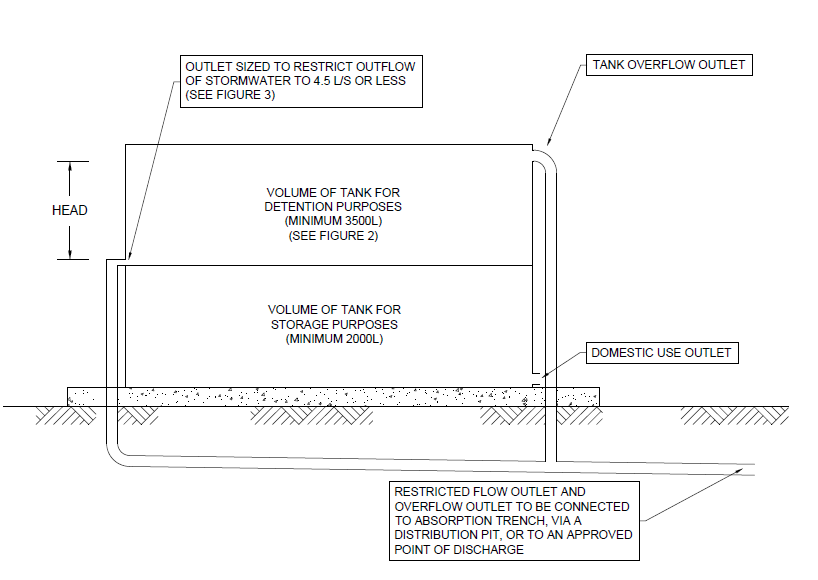 OUTLET SIZED TO RESTRICT OUTFLOW
OF STORMWATER TO 4.5 L/S OR LESS
(SEE FIGURE 3)
TANK OVERFLOW OUTLET
HEAD
VOLUME OF TANK FOR
DETENTION PURPOSES
(MINIMUM 3500L)
(SEE FIGURE 2)
VOLUME OF TANK FOR
STORAGE PURPOSES
(MINIMUM 2000L)
DOMESTIC USE OUTLET
RESTRICTED FLOW OUTLET AND
OVERFLOW OUTLET TO BE CONNECTED
TO ABSORPTION TRENCH, VIA A
DISTRIBUTION PIT, OR TO AN APPROVED
POINT OF DISCHARGE